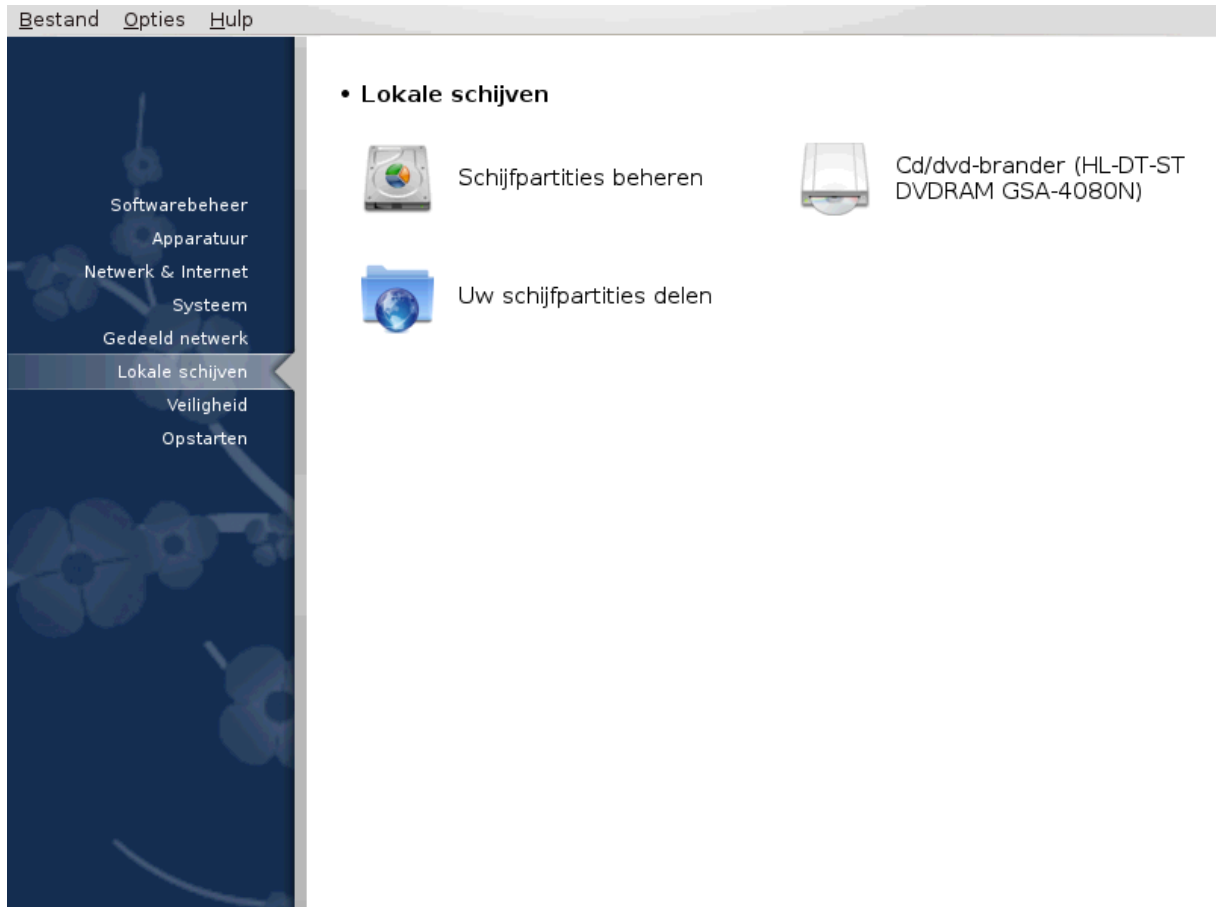 Bestand Opties Hulp
Softwarebeheer
Apparatuur
Netwerk & Internet
Systeem
Gedeeld netwerk
Lokale schijven
Veiligheid
Opstarten
• Lokale schijven
Schijfpartities beheren
Cd/dvd-brander (HL-DT-ST
DVDRAM GSA-4080N)
Uw schijfpartities delen